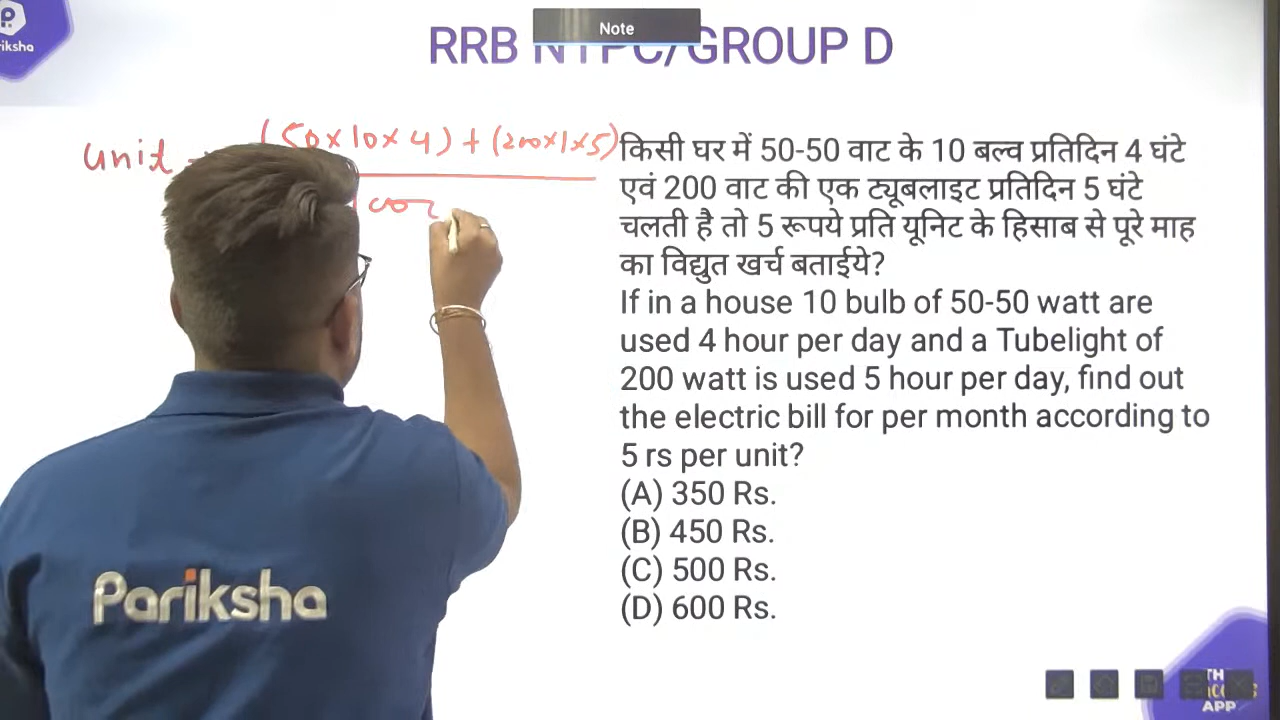 Note
RRB NTPC/GROUP D
riksha
unit = (50×10×4) + (200×1×5)
1000
किसी घर में 50-50 वाट के 10 बल्व प्रतिदिन 4 घंटे
एवं 200 वाट की एक ट्यूबलाइट प्रतिदिन 5 घंटे
चलती है तो 5 रूपये प्रति यूनिट के हिसाब से पूरे माह
का विद्युत खर्च बताईये?
If in a house 10 bulb of 50-50 watt are
used 4 hour per day and a Tubelight of
200 watt is used 5 hour per day, find out
the electric bill for per month according to
5 rs per unit?
(A) 350 Rs.
(B) 450 Rs.
(C) 500 Rs.
(D) 600 Rs.
Pariksha
TH
APP